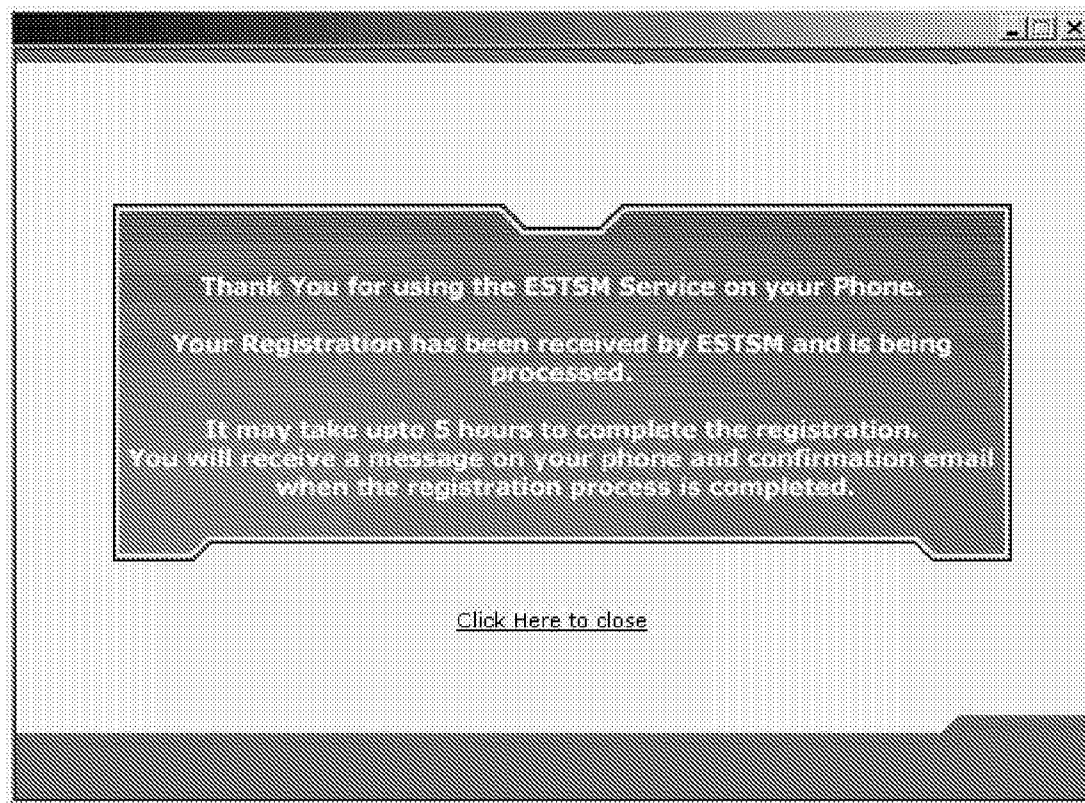 Thank You for using the ESTSM Service on your Phone.
Your Registration has been received by ESTSM and is being
processed.
It may take upto 5 hours to complete the registration.
You will receive a message on your phone and confirmation email
when the registration process is completed.
Click Here to close